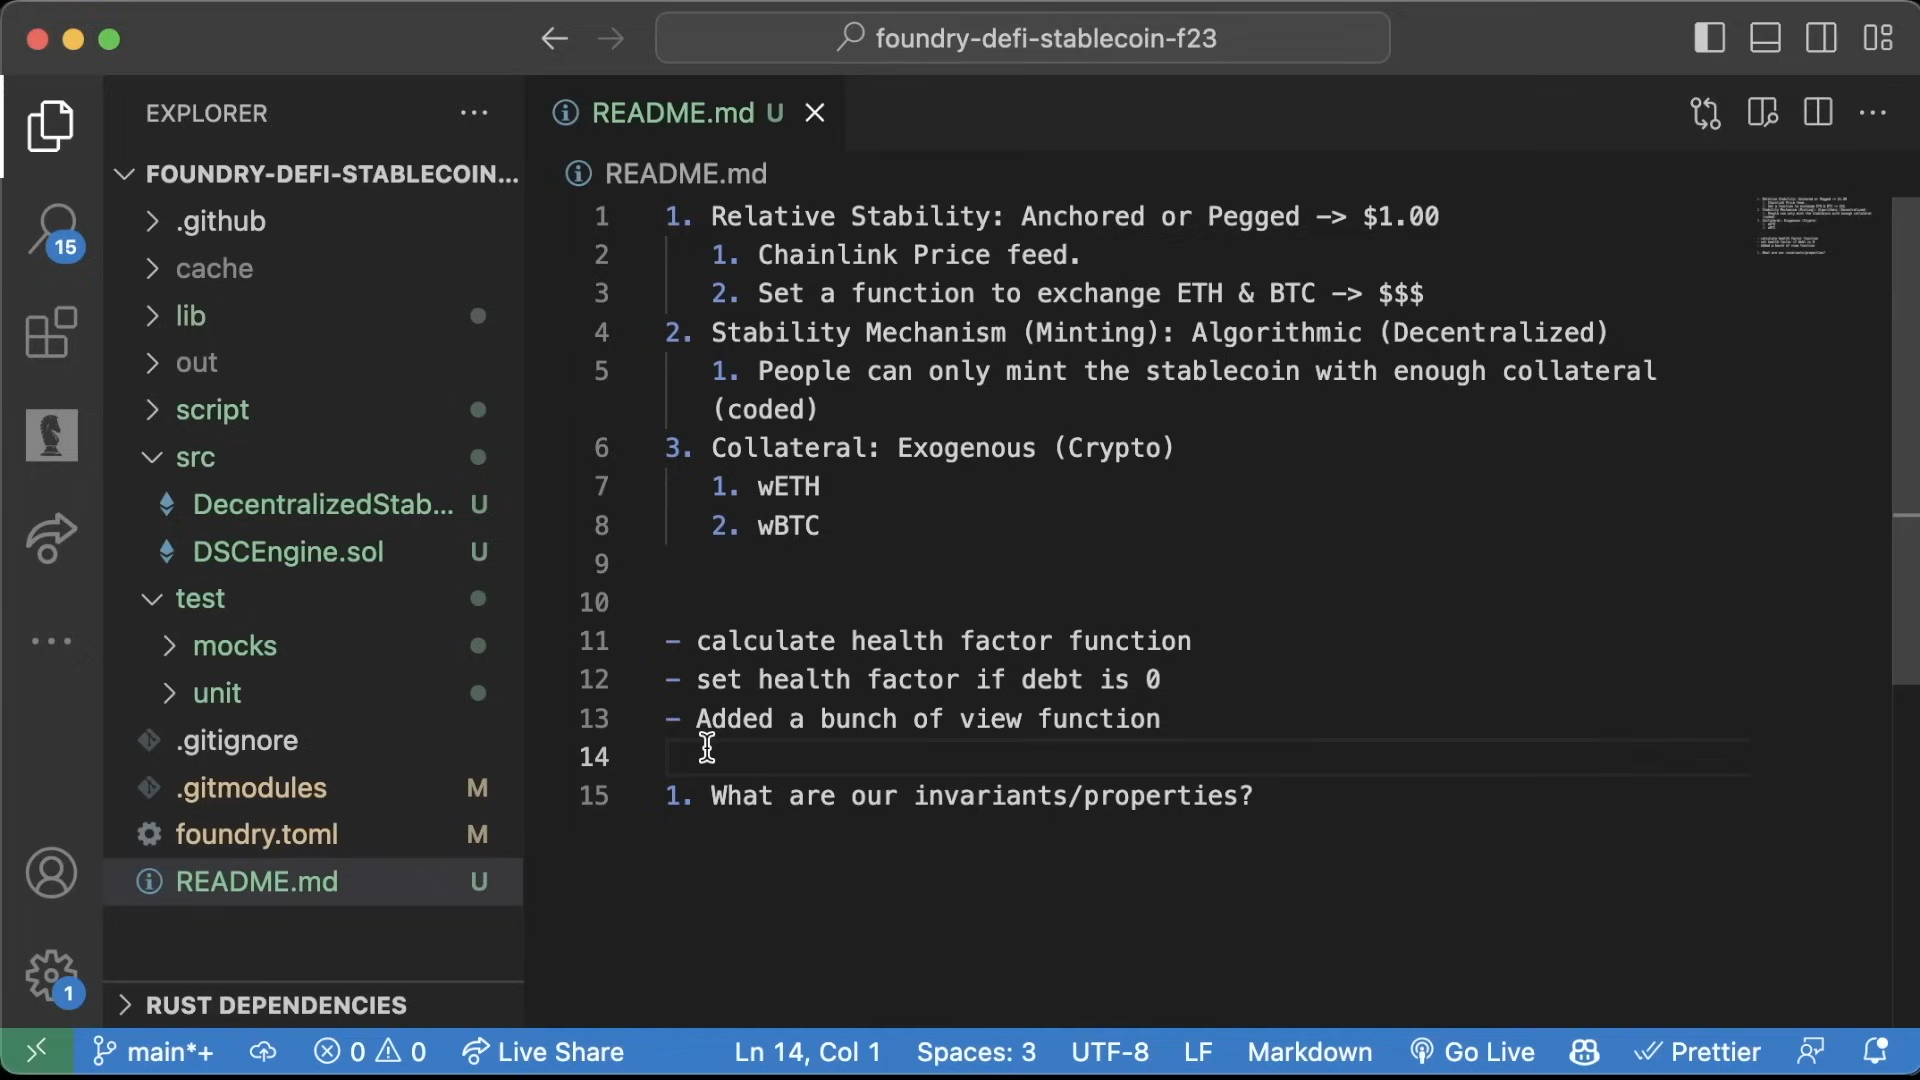 foundry-defi-stablecoin-f23
EXPLORER
README.md U
FOUNDRY-DEFI-STABLECOIN...
README.md
.github
cache
lib
out
script
src
DecentralizedStab... U
DSCEngine.sol U
test
mocks
unit
.gitignore
.gitmodules M
foundry.toml M
README.md U
RUST DEPENDENCIES
15
1
1 1. Relative Stability: Anchored or Pegged -> $1.00
2 1. Chainlink Price feed.
3 2. Set a function to exchange ETH & BTC -> $$$
4 2. Stability Mechanism (Minting): Algorithmic (Decentralized)
5 1. People can only mint the stablecoin with enough collateral
(coded)
6 3. Collateral: Exogenous (Crypto)
7 1. wETH
8 2. wBTC
9
10
11 - calculate health factor function
12 - set health factor if debt is 0
13 - Added a bunch of view function
14
15 1. What are our invariants/properties?
main*+ 0 0 Live Share Ln 14, Col 1 Spaces: 3 UTF-8 LF Markdown Go Live Prettier